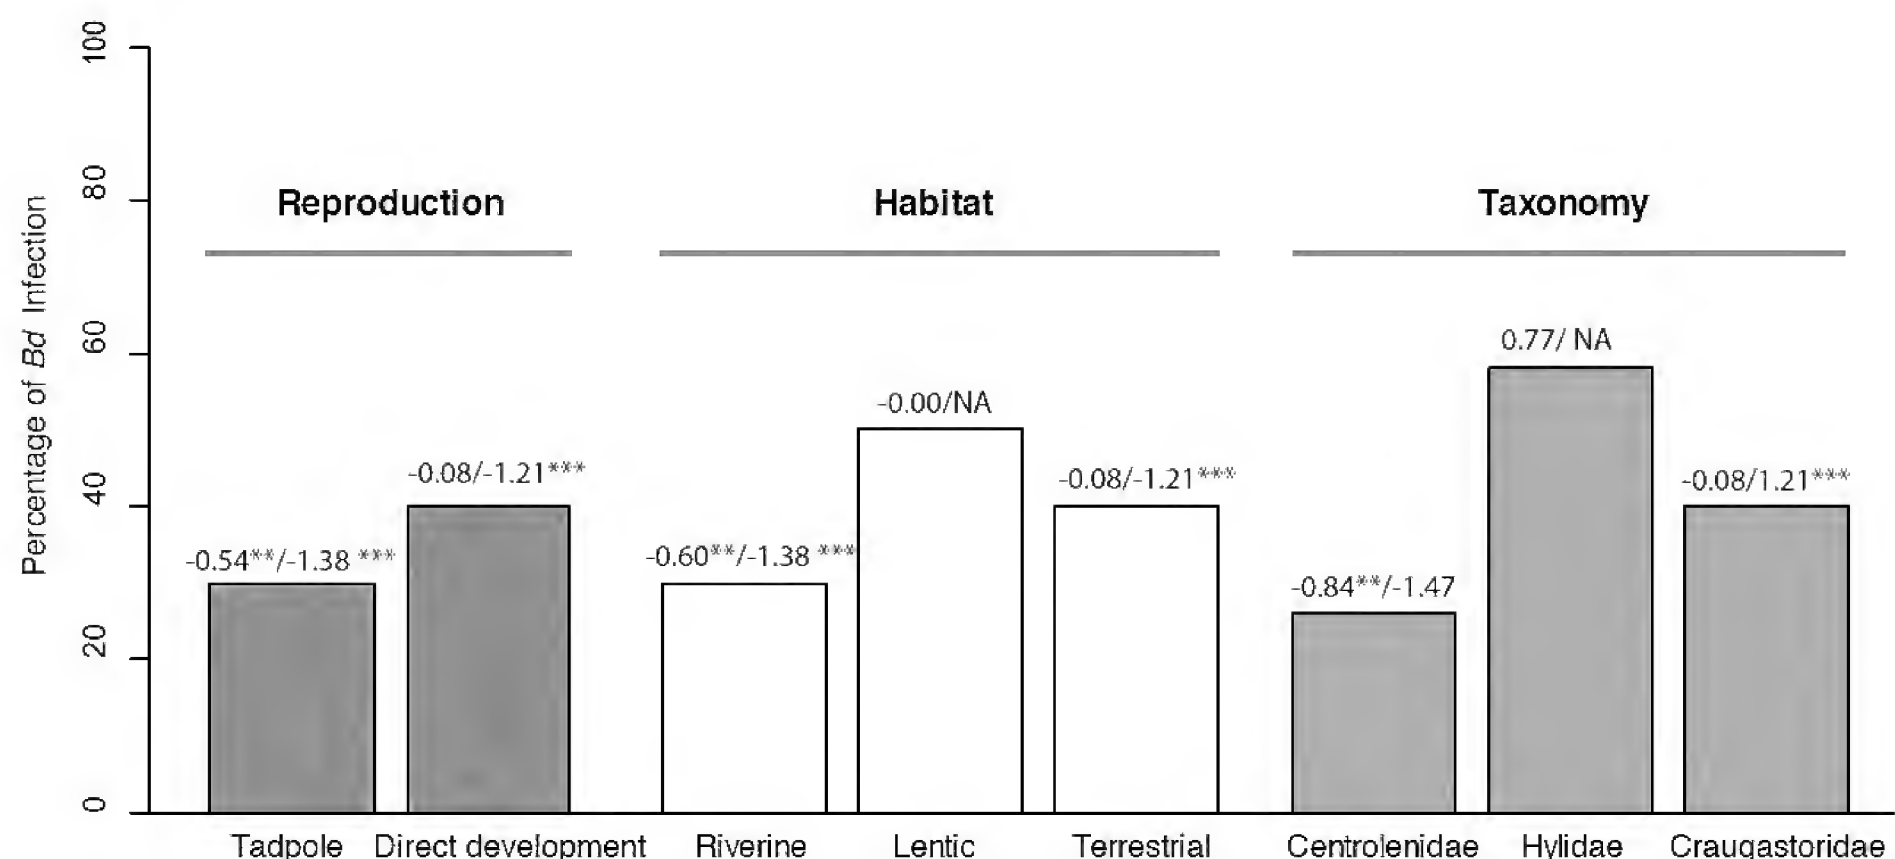 Percentage of Bd Infection
100
80
60
40
20
0
Reproduction
Habitat
Taxonomy
-0.54**/-1.38 ***
-0.08/-1.21***
-0.60**/-1.38 ***
-0.00/NA
-0.08/-1.21***
-0.84**/-1.47
0.77/ NA
-0.08/1.21***
Tadpole
Direct development
Riverine
Lentic
Terrestrial
Centrolenidae
Hylidae
Craugastoridae